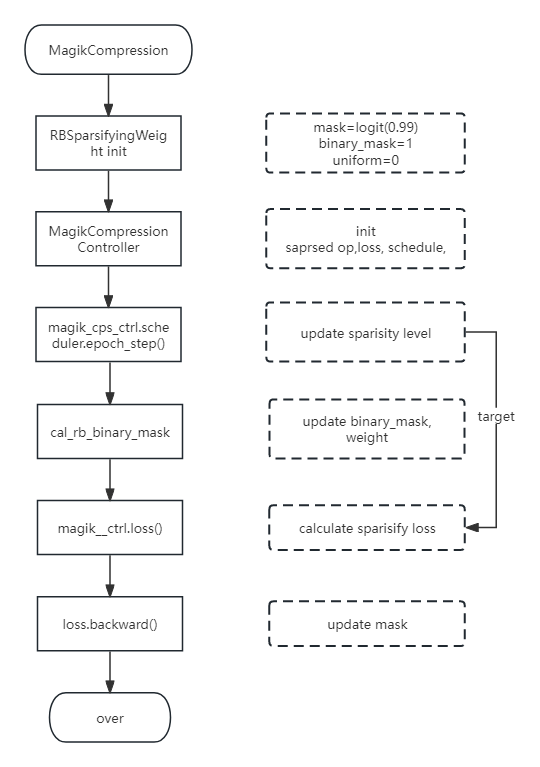 MagikCompression
RBSparsifyingWeig
ht init
mask=logit(0.99)
binary_mask=1
uniform=0
MagikCompression
Controller
init
saprsed op,loss, schedule,
magik_cps_ctrl.sche
duler.epoch_step()
update sparisity level
target
cal_rb_binary_mask
update binary_mask,
weight
magik__ctrl.loss()
calculate sparisify loss
loss.backward()
update mask
over